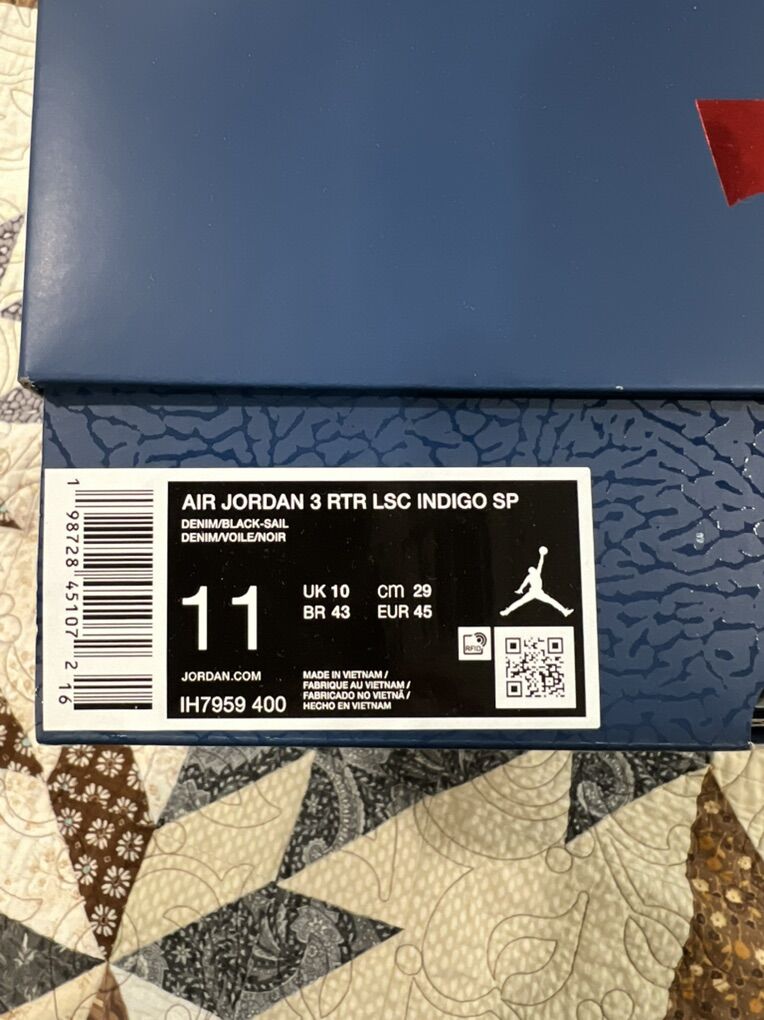 AIR JORDAN 3 RTR LSC INDIGO SP
DENIM/BLACK-SAIL
DENIM/VOILE/NOIR
11
UK 10 cm 29
BR 43 EUR 45
RFID
JORDAN.COM
IH7959 400
MADE IN VIETNAM /
FABRIQUE AU VIETNAM /
FABRICADO NO VIETNÃ /
HECHO EN VIETNAM
1 98728 45107 2 16